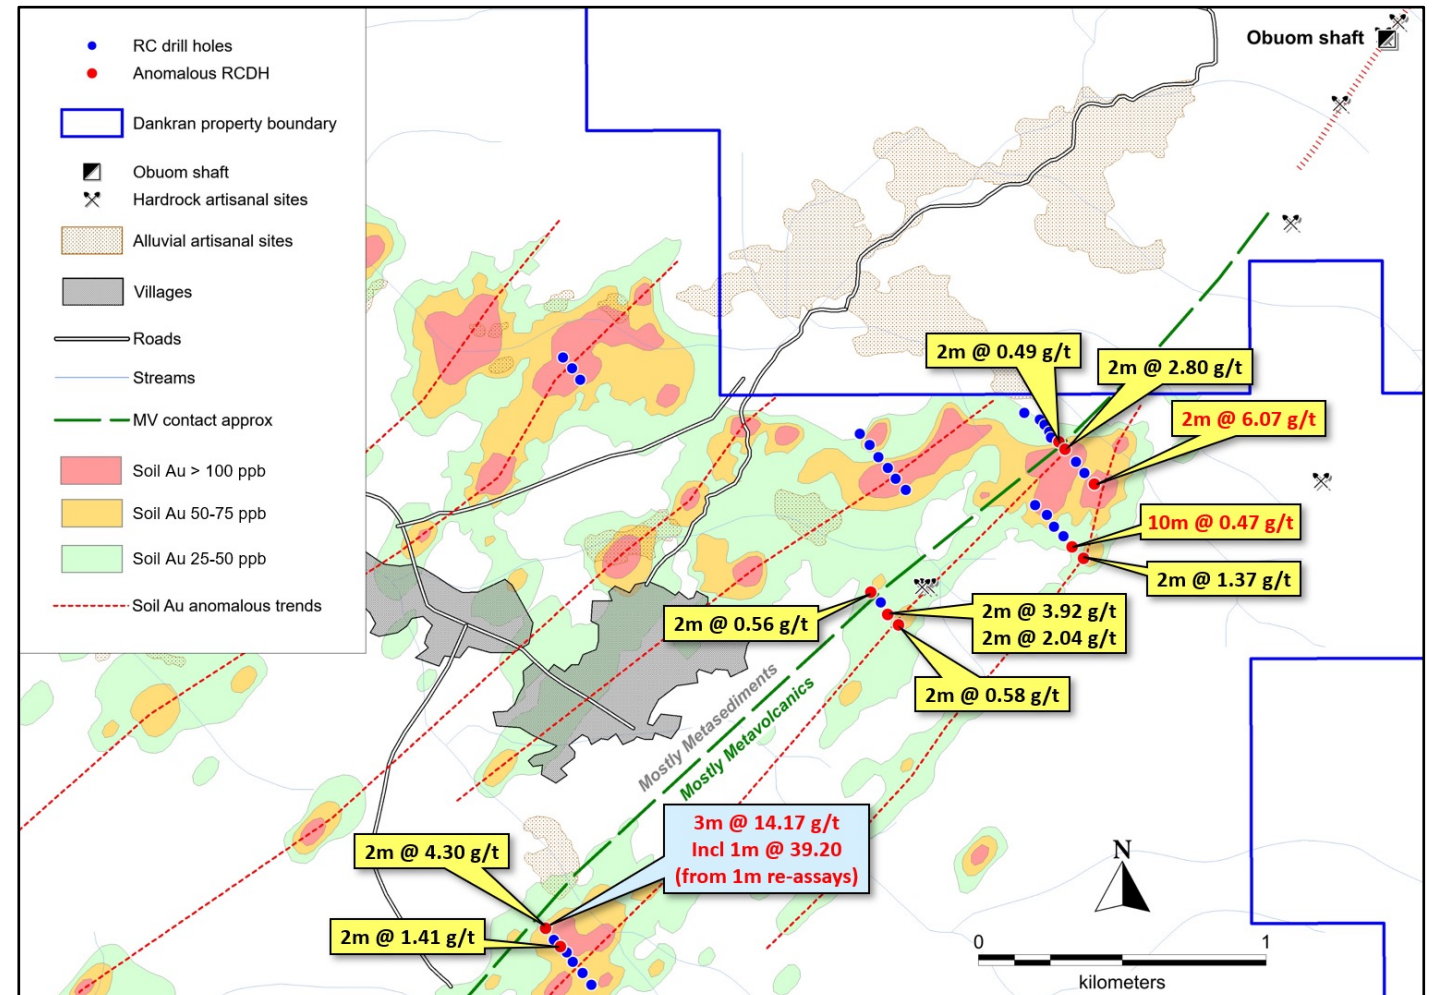 RC drill holes
Anomalous RCDH
Dankran property boundary
Obuom shaft
Hardrock artisanal sites
Alluvial artisanal sites
Villages
Roads
Streams
MV contact approx
Soil Au > 100 ppb
Soil Au 50-75 ppb
Soil Au 25-50 ppb
Soil Au anomalous trends
Obuom shaft
2m @ 0.49 g/t
2m @ 2.80 g/t
2m @ 6.07 g/t
10m @ 0.47 g/t
2m @ 1.37 g/t
2m @ 0.56 g/t
2m @ 3.92 g/t
2m @ 2.04 g/t
2m @ 0.58 g/t
Mostly Metasediments
Mostly Metavolcanics
3m @ 14.17 g/t
Incl 1m @ 39.20
(from 1m re-assays)
2m @ 4.30 g/t
2m @ 1.41 g/t
N
0 1
kilometers